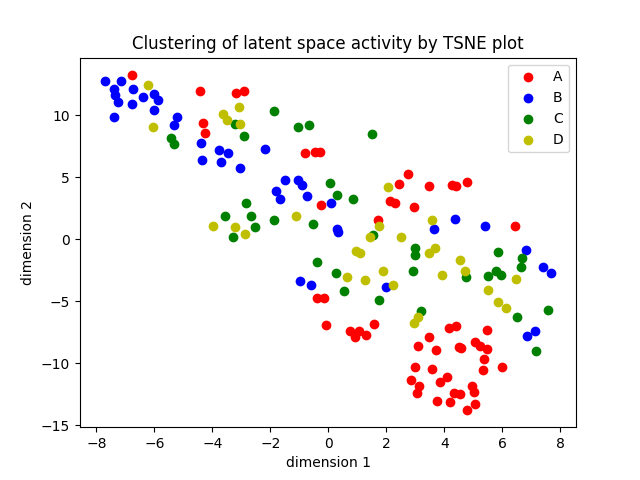 Clustering of latent space activity by TSNE plot
A
B
C
D
10
5
0
−5
−10
−15
dimension 2
−8 −6 −4 −2 0 2 4 6 8
dimension 1